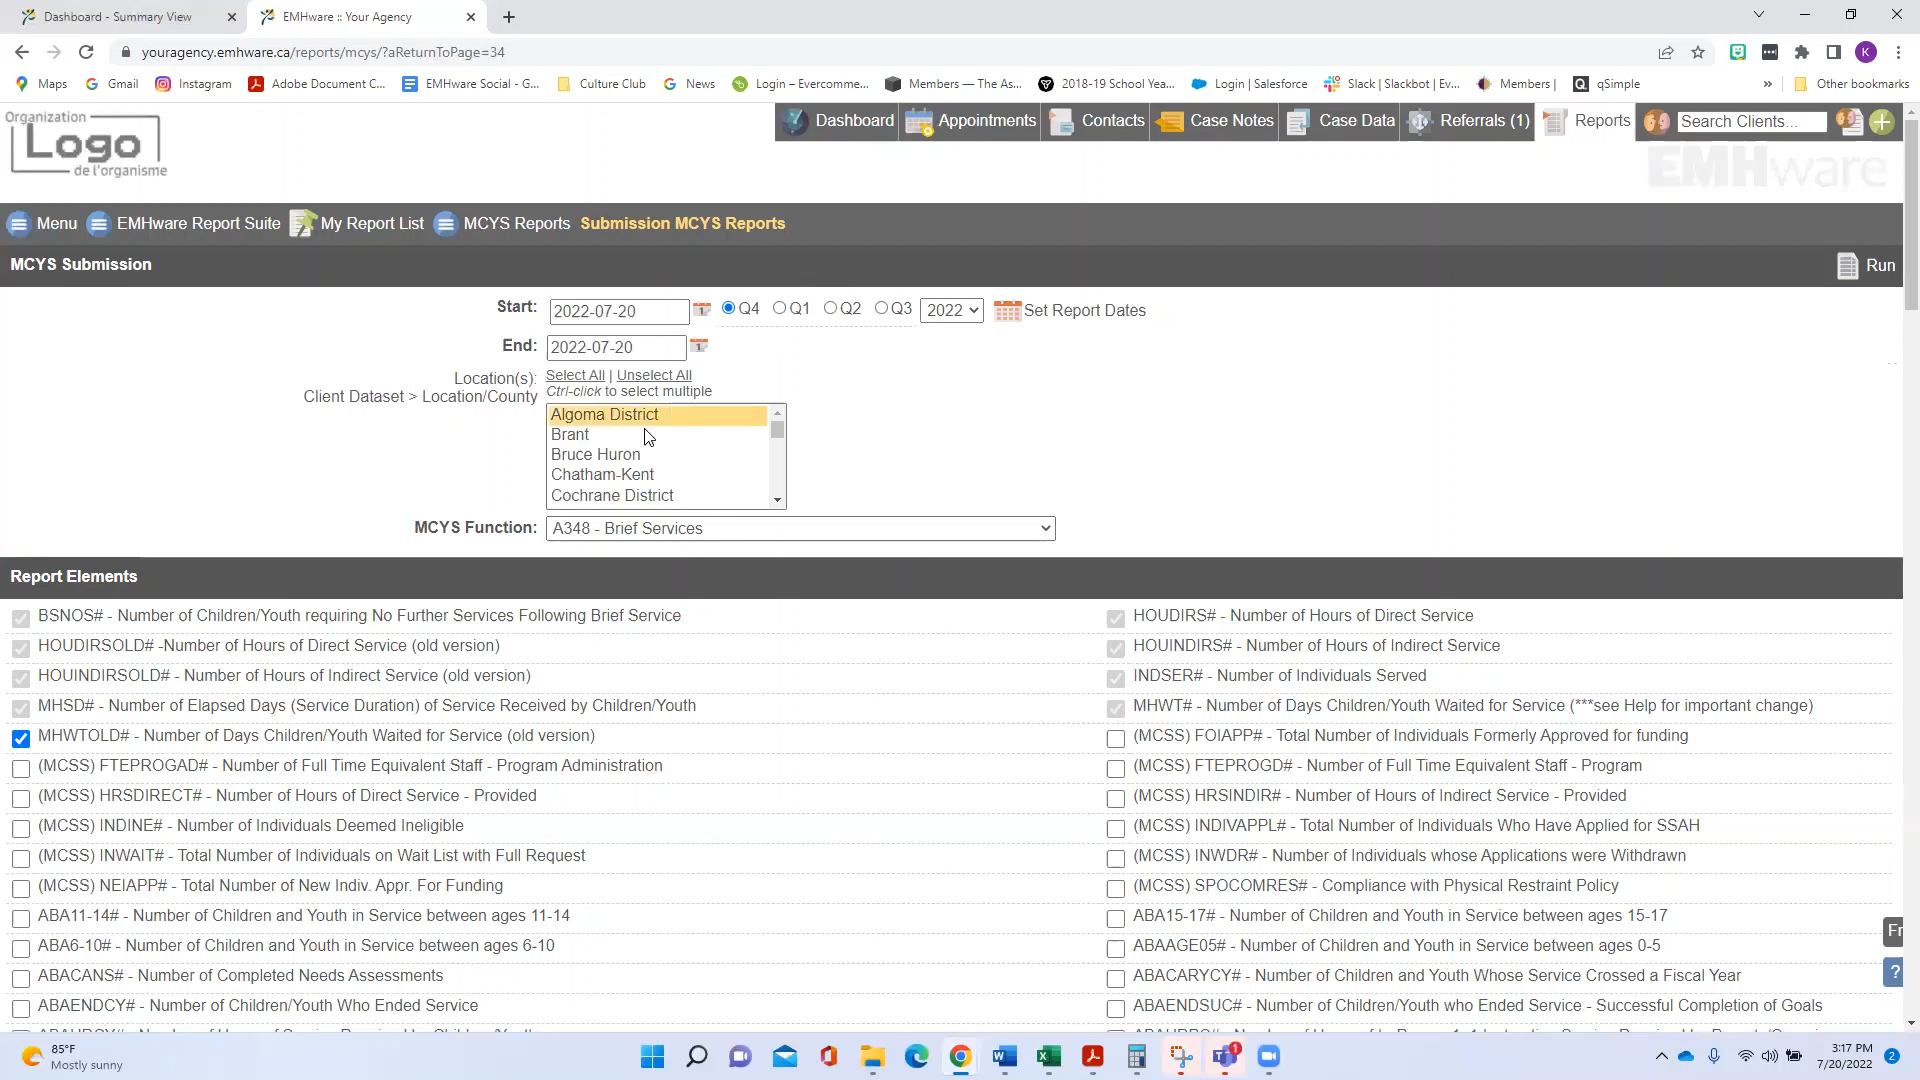 Dashboard - Summary View
EMHware :: Your Agency
youragency.emhware.ca/reports/mcys/?aReturnToPage=34
K
Maps
Gmail
Instagram
Adobe Document C...
EMHware Social - G...
Culture Club
News
Login – Evercomme...
Members — The As...
2018-19 School Yea...
Login | Salesforce
Slack | Slackbot | Ev...
Members |
qSimple
»
Other bookmarks
Organization
Logo
de l'organisme
Dashboard
Appointments
Contacts
Case Notes
Case Data
Referrals (1)
Reports
Search Clients...
EMHware
Menu
EMHware Report Suite
My Report List
MCYS Reports
Submission MCYS Reports
MCYS Submission
Run
Start:
2022-07-20
Q4
Q1
Q2
Q3
2022
Set Report Dates
End:
2022-07-20
Location(s):
Client Dataset > Location/County
Select All | Unselect All
Ctrl-click to select multiple
Algoma District
Brant
Bruce Huron
Chatham-Kent
Cochrane District
MCYS Function:
A348 - Brief Services
Report Elements
BSNOS# - Number of Children/Youth requiring No Further Services Following Brief Service
HOUDIRS# - Number of Hours of Direct Service
HOUDIRSOLD# -Number of Hours of Direct Service (old version)
HOUINDIRS# - Number of Hours of Indirect Service
HOUINDIRSOLD# - Number of Hours of Indirect Service (old version)
INDSER# - Number of Individuals Served
MHSD# - Number of Elapsed Days (Service Duration) of Service Received by Children/Youth
MHWT# - Number of Days Children/Youth Waited for Service (***see Help for important change)
MHWTOLD# - Number of Days Children/Youth Waited for Service (old version)
(MCSS) FOIAPP# - Total Number of Individuals Formerly Approved for funding
(MCSS) FTEPROGAD# - Number of Full Time Equivalent Staff - Program Administration
(MCSS) FTEPROGD# - Number of Full Time Equivalent Staff - Program
(MCSS) HRSDIRECT# - Number of Hours of Direct Service - Provided
(MCSS) HRSINDIR# - Number of Hours of Indirect Service - Provided
(MCSS) INDINE# - Number of Individuals Deemed Ineligible
(MCSS) INDIVAPPL# - Total Number of Individuals Who Have Applied for SSAH
(MCSS) INWAIT# - Total Number of Individuals on Wait List with Full Request
(MCSS) INWDR# - Number of Individuals whose Applications were Withdrawn
(MCSS) NEIAPP# - Total Number of New Indiv. Appr. For Funding
(MCSS) SPOCOMRES# - Compliance with Physical Restraint Policy
ABA11-14# - Number of Children and Youth in Service between ages 11-14
ABA15-17# - Number of Children and Youth in Service between ages 15-17
ABA6-10# - Number of Children and Youth in Service between ages 6-10
ABAAGE05# - Number of Children and Youth in Service between ages 0-5
Fr
ABACANS# - Number of Completed Needs Assessments
ABACARYCY# - Number of Children and Youth Whose Service Crossed a Fiscal Year
?
ABAENDCY# - Number of Children/Youth Who Ended Service
ABAENDSUC# - Number of Children/Youth who Ended Service - Successful Completion of Goals
85°F
Mostly sunny
1
3:17 PM
7/20/2022
2